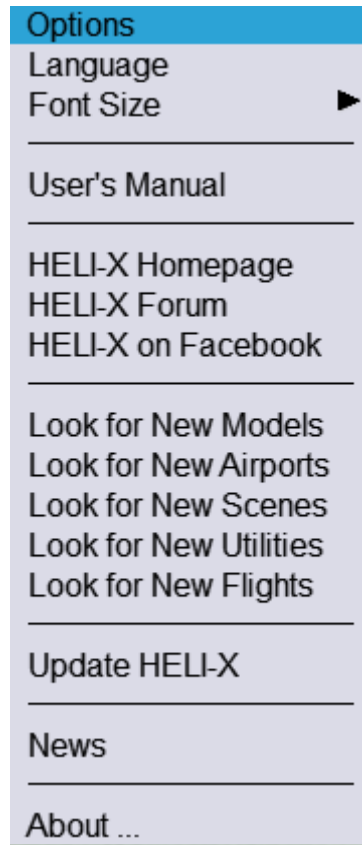 Options
Language
Font Size
User's Manual
HELI-X Homepage
HELI-X Forum
HELI-X on Facebook
Look for New Models
Look for New Airports
Look for New Scenes
Look for New Utilities
Look for New Flights
Update HELI-X
News
About ...